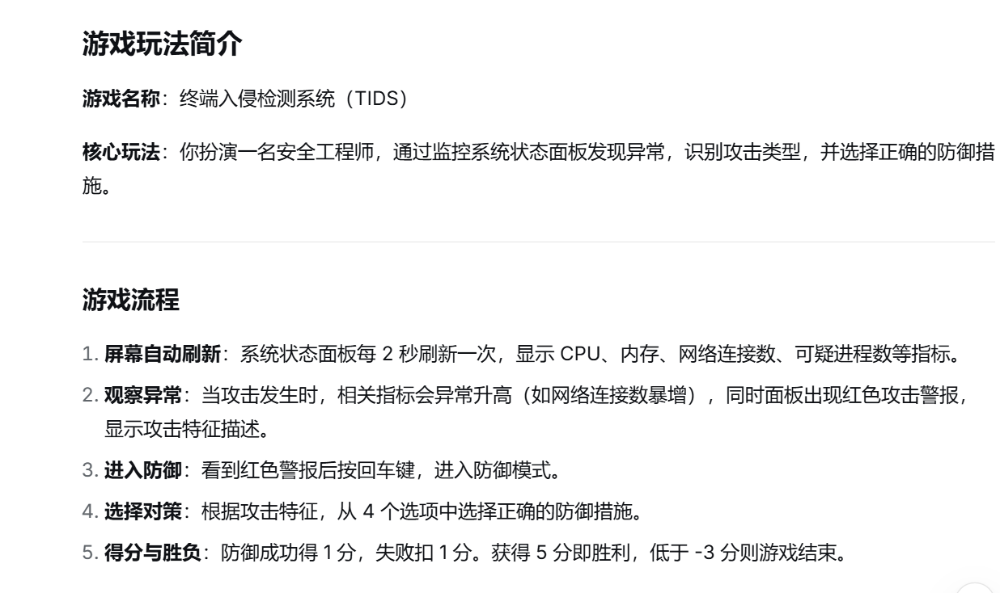 游戏玩法简介
游戏名称：终端入侵检测系统（TIDS）
核心玩法：你扮演一名安全工程师，通过监控系统状态面板发现异常，识别攻击类型，并选择正确的防御措
施。
游戏流程
1. 屏幕自动刷新：系统状态面板每 2 秒刷新一次，显示 CPU、内存、网络连接数、可疑进程数等指标。
2. 观察异常：当攻击发生时，相关指标会异常升高（如网络连接数暴增），同时面板出现红色攻击警报，
显示攻击特征描述。
3. 进入防御：看到红色警报后按回车键，进入防御模式。
4. 选择对策：根据攻击特征，从 4 个选项中选择正确的防御措施。
5. 得分与胜负：防御成功得 1 分，失败扣 1 分。获得 5 分即胜利，低于 -3 分则游戏结束。